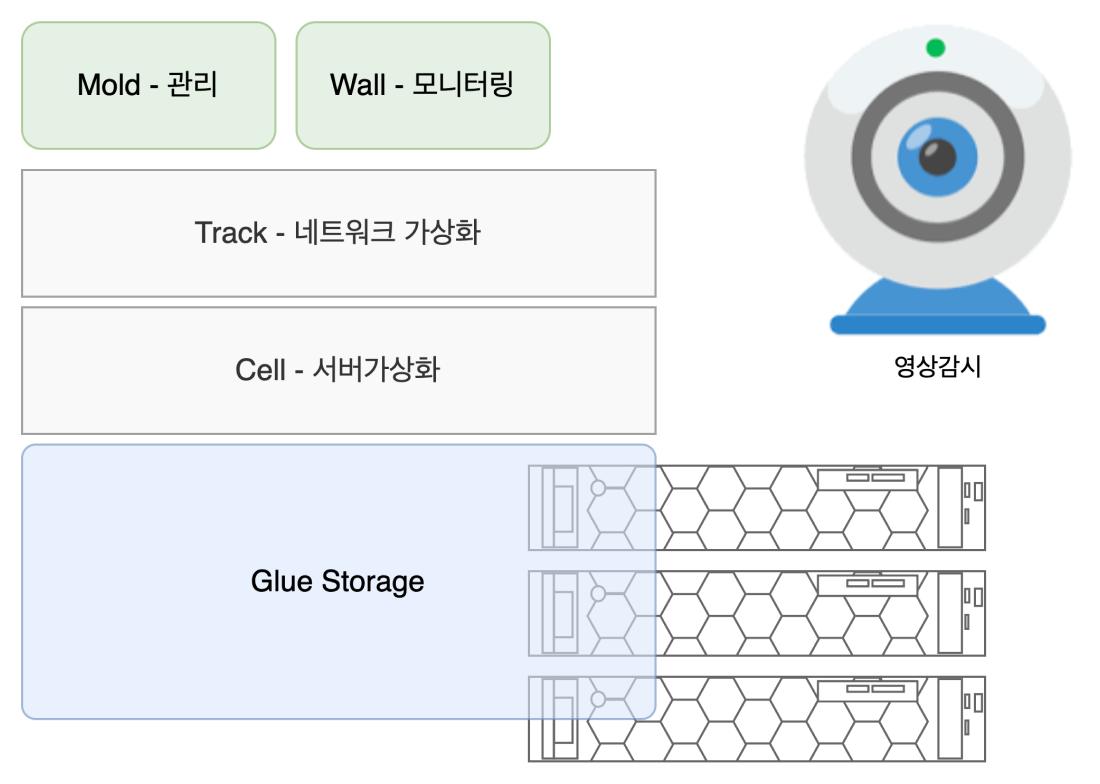 Mold - 관리
Wall - 모니터링
Track - 네트워크 가상화
영상감시
Cell - 서버가상화
Glue Storage